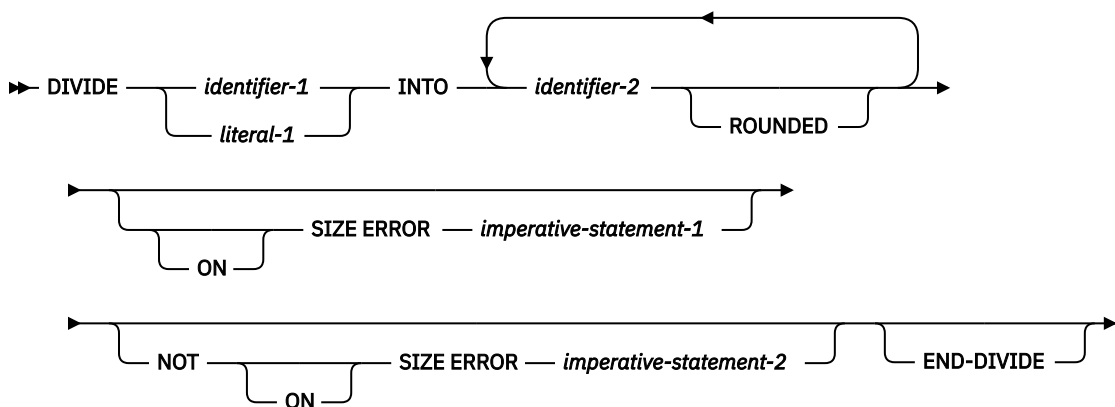 DIVIDE identifier-1 INTO identifier-2
literal-1 ROUNDED
SIZE ERROR imperative-statement-1
ON
NOT SIZE ERROR imperative-statement-2 END-DIVIDE
ON